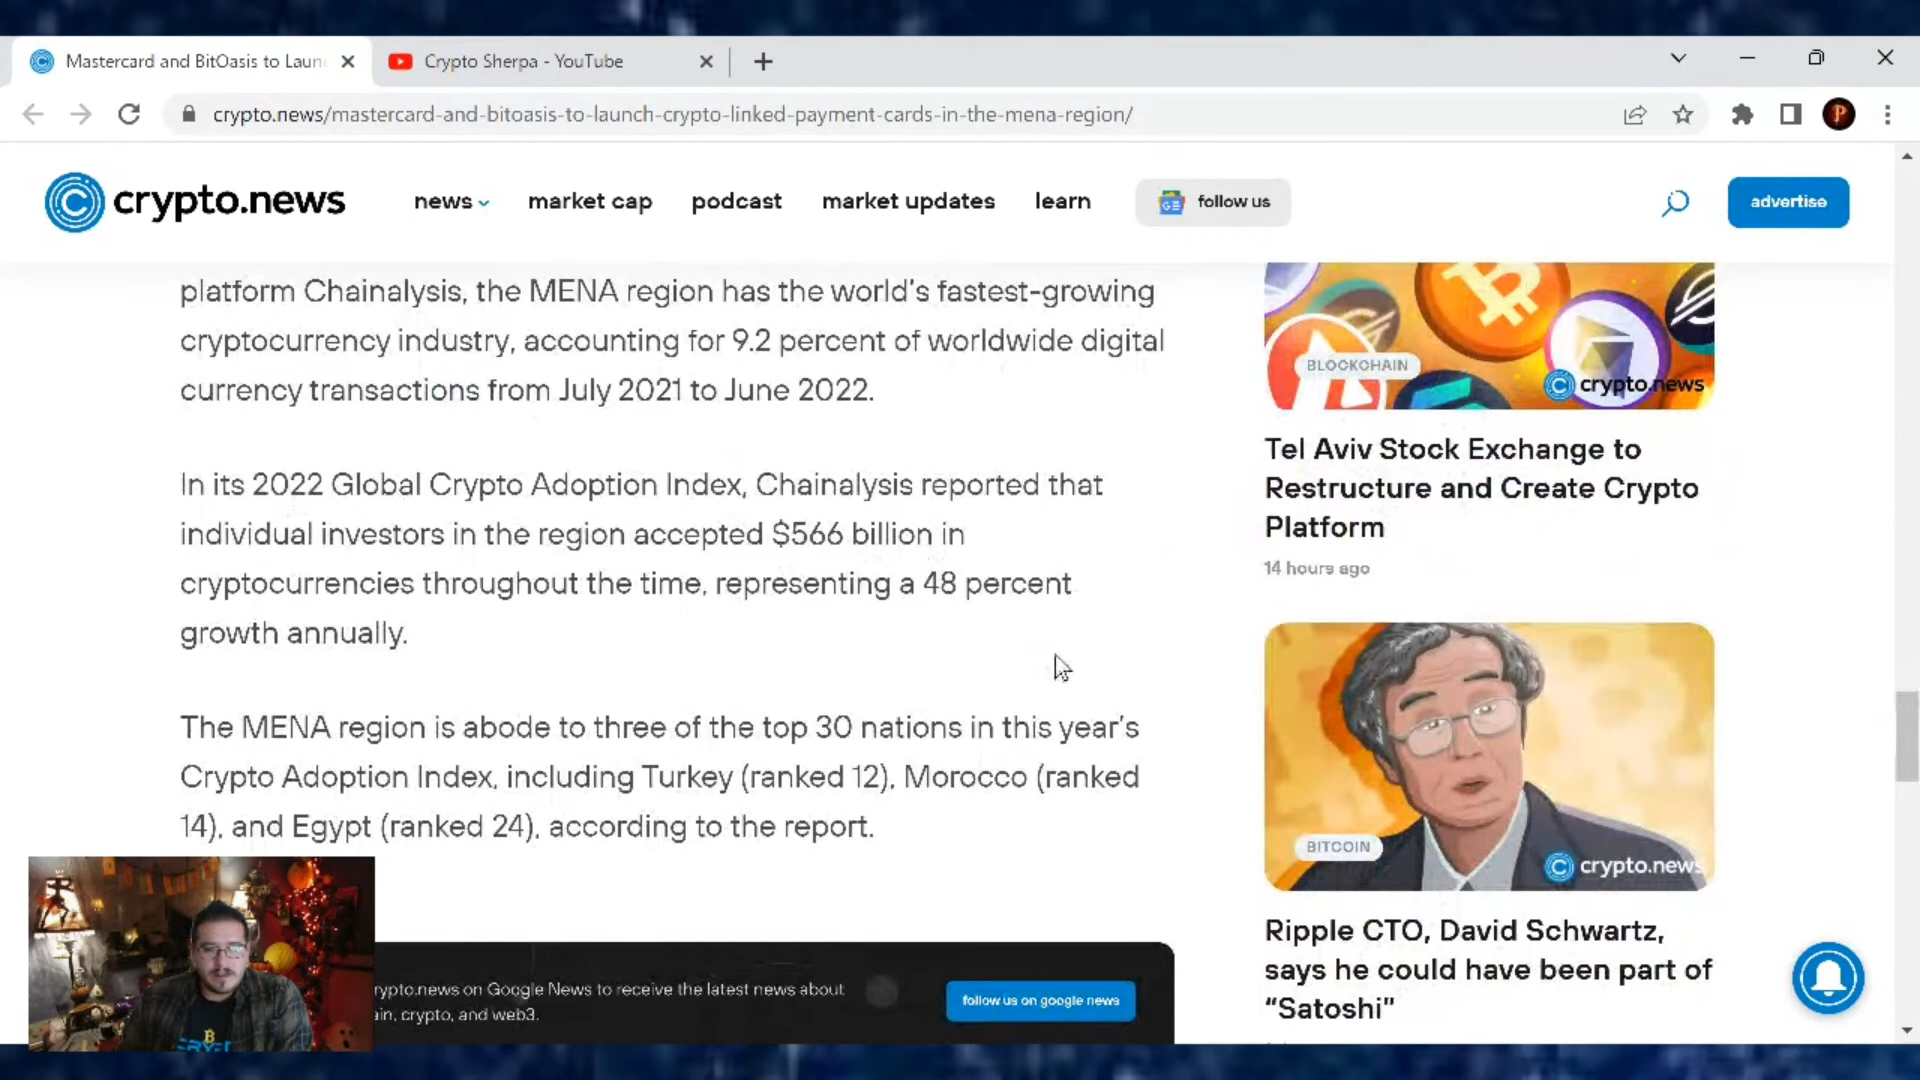 Mastercard and BitOasis to Laun
Crypto Sherpa - YouTube
crypto.news/mastercard-and-bitoasis-to-launch-crypto-linked-payment-cards-in-the-mena-region/
P
crypto.news
news
market cap
podcast
market updates
learn
GE
follow us
advertise
platform Chainalysis, the MENA region has the world's fastest-growing
cryptocurrency industry, accounting for 9.2 percent of worldwide digital
currency transactions from July 2021 to June 2022.
In its 2022 Global Crypto Adoption Index, Chainalysis reported that
individual investors in the region accepted $566 billion in
cryptocurrencies throughout the time, representing a 48 percent
growth annually.
The MENA region is abode to three of the top 30 nations in this year's
Crypto Adoption Index, including Turkey (ranked 12), Morocco (ranked
14), and Egypt (ranked 24), according to the report.
rypto.news on Google News to receive the latest news about
in, crypto, and web3.
follow us on google news
BLOCKCHAIN
crypto.news
Tel Aviv Stock Exchange to
Restructure and Create Crypto
Platform
14 hours ago
BITCOIN
crypto.news
Ripple CTO, David Schwartz,
says he could have been part of
“Satoshi”